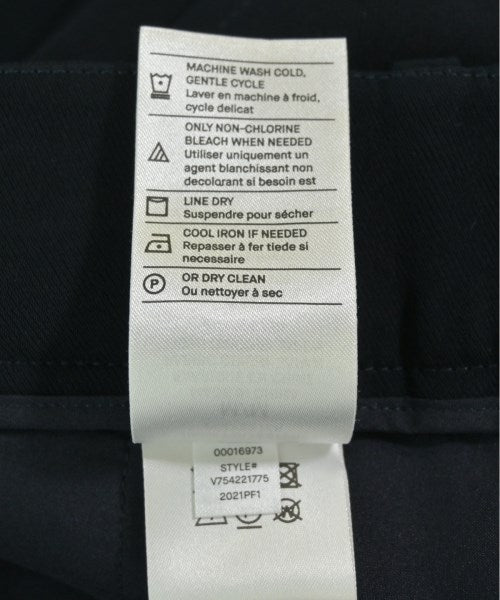 MACHINE WASH COLD,
GENTLE CYCLE
Laver en machine à froid,
cycle delicat
ONLY NON-CHLORINE
BLEACH WHEN NEEDED
Utiliser uniquement un
agent blanchissant non
decolorant si besoin est
LINE DRY
Suspendre pour sécher
COOL IRON IF NEEDED
Repasser à fer tiede si
necessaire
P
OR DRY CLEAN
Ou nettoyer à sec
00016973
STYLE#
V754221775
2021PF1
W